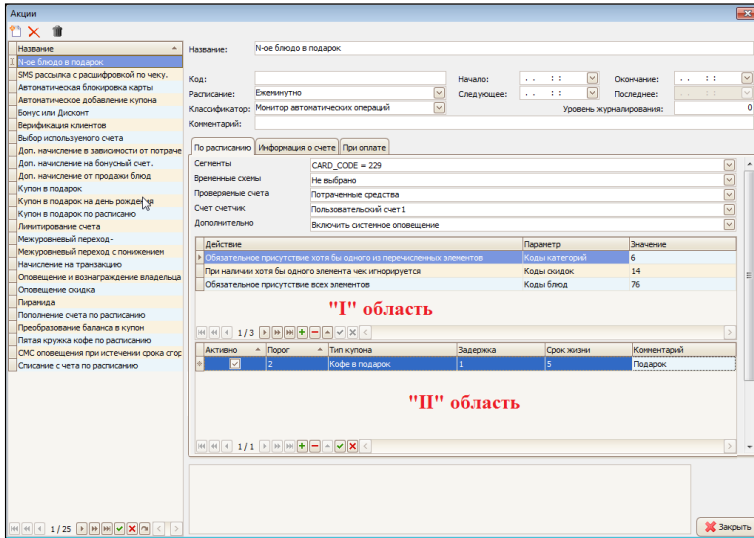 Акции
Название
N-ое блюдо в подарок
SMS рассылка с расшифровкой по чеку.
Автоматическая блокировка карты
Автоматическое добавление купона
Бонус или Дисконт
Верификация клиентов
Выбор используемого счета
Доп. начисление в зависимости от потраче
Доп. начисление на бонусный счет.
Доп. начисление от продажи блюд
Купон в подарок
Купон в подарок на день рождения
Купон в подарок по расписаню
Линитирование счета
Межуровневый переход-
Межуровневый переход с понижением
Начисление на транзакцию
Оповещение и вознаграждение владельца
Оповещение скидка
Пирамида
Пополнение счета по расписанию
Преобразование баланса в купон
Пятая кружка кофе по расписанию
СМС оповещения при истечении срока сгор
Списание с чета по расписанию
1 / 25
Название: N-ое блюдо в подарок
Код: Начало: . . : : Окончание: . . : :
Расписание: Ежеминутно Следующее: . . : : Последнее: . . : :
Классификатор: Монитор автоматических операций Уровень журналирования: 0
Комментарий:
По расписанию Информация о счете При оплате
Сегменты CARD_CODE = 229
Временные схемы Не выбрано
Проверяемые счета Потраченные средства
Счет счетчик Пользовательский счет1
Дополнительно Включить системное оповещение
Действие Параметр Значение
Обязательное присутствие хотя бы одного из перечисленных элементов Коды категорий 6
При наличии хотя бы одного элемента чек игнорируется Коды скидок 14
Обязательное присутствие всех элементов Коды блюд 76
"I" область
1 / 3
Активно Порог Тип купона Задержка Срок жизни Комментарий
2 Кофе в подарок 1 5 Подарок
"II" область
1 / 1
Закрыть